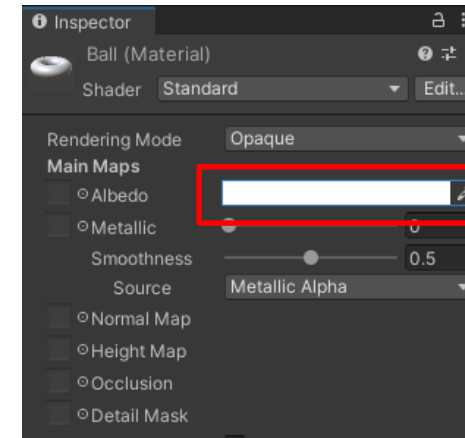 Inspector
Ball (Material)
Shader Standard Edit...
Rendering Mode Opaque
Main Maps
Albedo
Metallic 0
Smoothness 0.5
Source Metallic Alpha
Normal Map
Height Map
Occlusion
Detail Mask